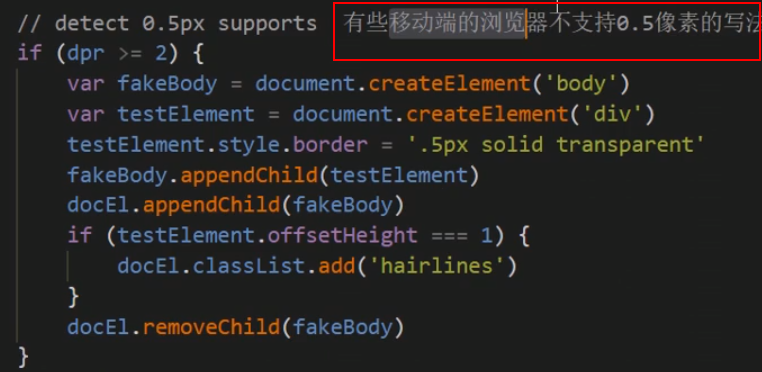 // detect 0.5px supports  有些移动端的浏览器不支持0.5像素的写法
if (dpr >= 2) {
    var fakeBody = document.createElement('body')
    var testElement = document.createElement('div')
    testElement.style.border = '.5px solid transparent'
    fakeBody.appendChild(testElement)
    docEl.appendChild(fakeBody)
    if (testElement.offsetHeight === 1) {
        docEl.classList.add('hairlines')
    }
    docEl.removeChild(fakeBody)
}